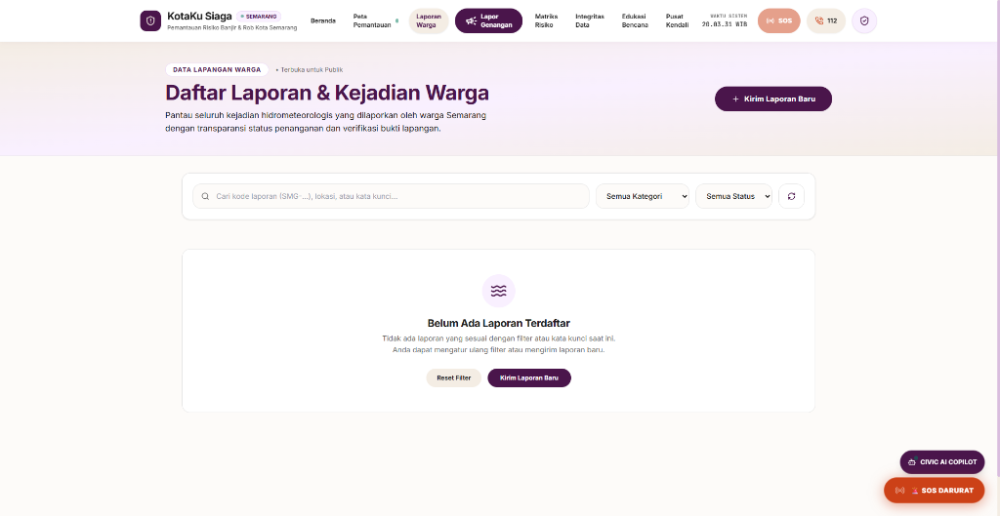 KotaKu Siaga
SEMARANG
Pemantauan Risiko Banjir & Rob Kota Semarang
Beranda
Peta
Pemantauan
Laporan
Warga
Lapor
Genangan
Matriks
Risiko
Integritas
Data
Edukasi
Bencana
Pusat
Kendali
WAKTU SISTEM
20.03.31 WIB
SOS
112
DATA LAPANGAN WARGA
• Terbuka untuk Publik
Daftar Laporan & Kejadian Warga
Pantau seluruh kejadian hidrometeorologis yang dilaporkan oleh warga Semarang
dengan transparansi status penanganan dan verifikasi bukti lapangan.
+ Kirim Laporan Baru
Cari kode laporan (SMG-...), lokasi, atau kata kunci...
Semua Kategori
Semua Status
Belum Ada Laporan Terdaftar
Tidak ada laporan yang sesuai dengan filter atau kata kunci saat ini.
Anda dapat mengatur ulang filter atau mengirim laporan baru.
Reset Filter
Kirim Laporan Baru
CIVIC AI COPILOT
SOS DARURAT